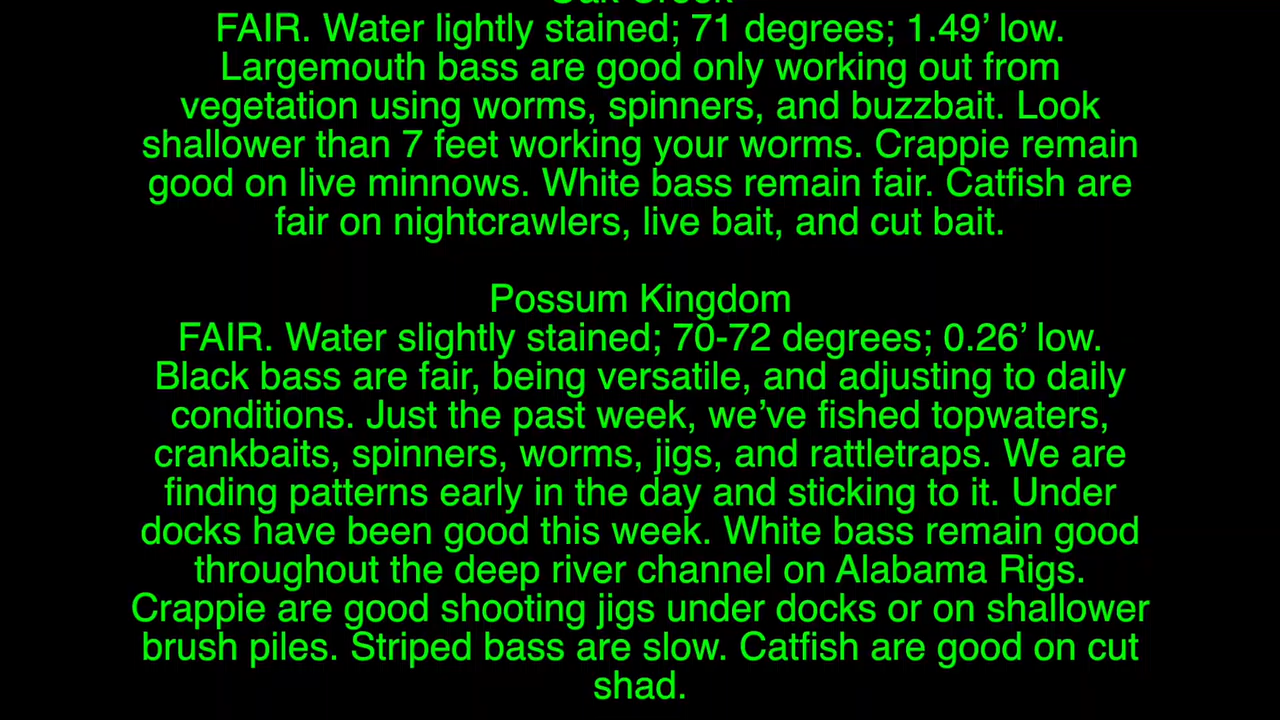 Oak Creek
FAIR. Water lightly stained; 71 degrees; 1.49’ low.
Largemouth bass are good only working out from
vegetation using worms, spinners, and buzzbait. Look
shallower than 7 feet working your worms. Crappie remain
good on live minnows. White bass remain fair. Catfish are
fair on nightcrawlers, live bait, and cut bait.
Possum Kingdom
FAIR. Water slightly stained; 70-72 degrees; 0.26’ low.
Black bass are fair, being versatile, and adjusting to daily
conditions. Just the past week, we’ve fished topwaters,
crankbaits, spinners, worms, jigs, and rattletraps. We are
finding patterns early in the day and sticking to it. Under
docks have been good this week. White bass remain good
throughout the deep river channel on Alabama Rigs.
Crappie are good shooting jigs under docks or on shallower
brush piles. Striped bass are slow. Catfish are good on cut
shad.